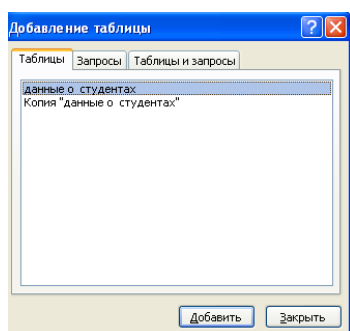 Добавление таблицы
Таблицы Запросы Таблицы и запросы
данные о студентах
Копия "данные о студентах"
Добавить Закрыть